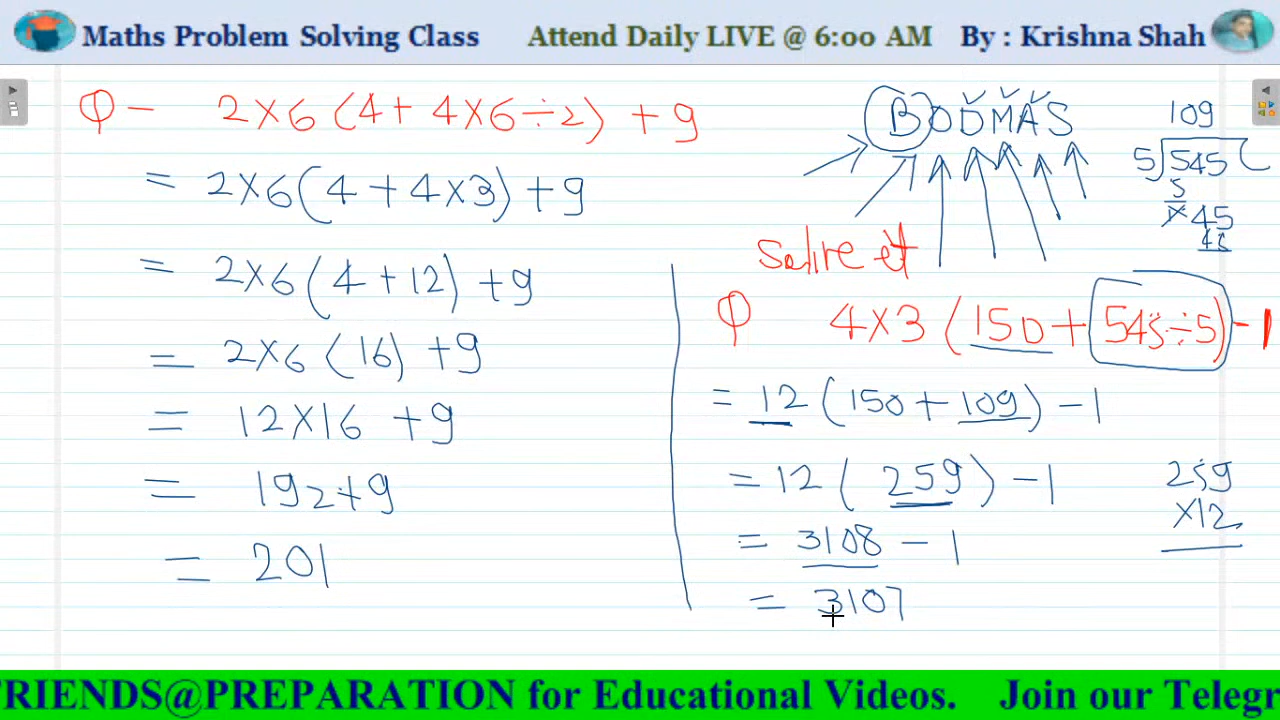 Maths Problem Solving Class Attend Daily LIVE @ 6:00 AM By : Krishna Shah
Q - 2×6 (4+ 4×6÷2) + 9
= 2×6(4 + 4×3) + 9
= 2×6(4 + 12) + 9
= 2×6 (16) + 9
= 12×16 + 9
= 192+9
= 201
BODMAS
109
5)545(
5
×45
45
Solve it
Q 4×3 (150 + 545÷5) - 1
= 12 (150 + 109) - 1
= 12 (259) - 1
= 3108 - 1
= 3107
259
×12
FRIENDS@PREPARATION for Educational Videos. Join our Telegr